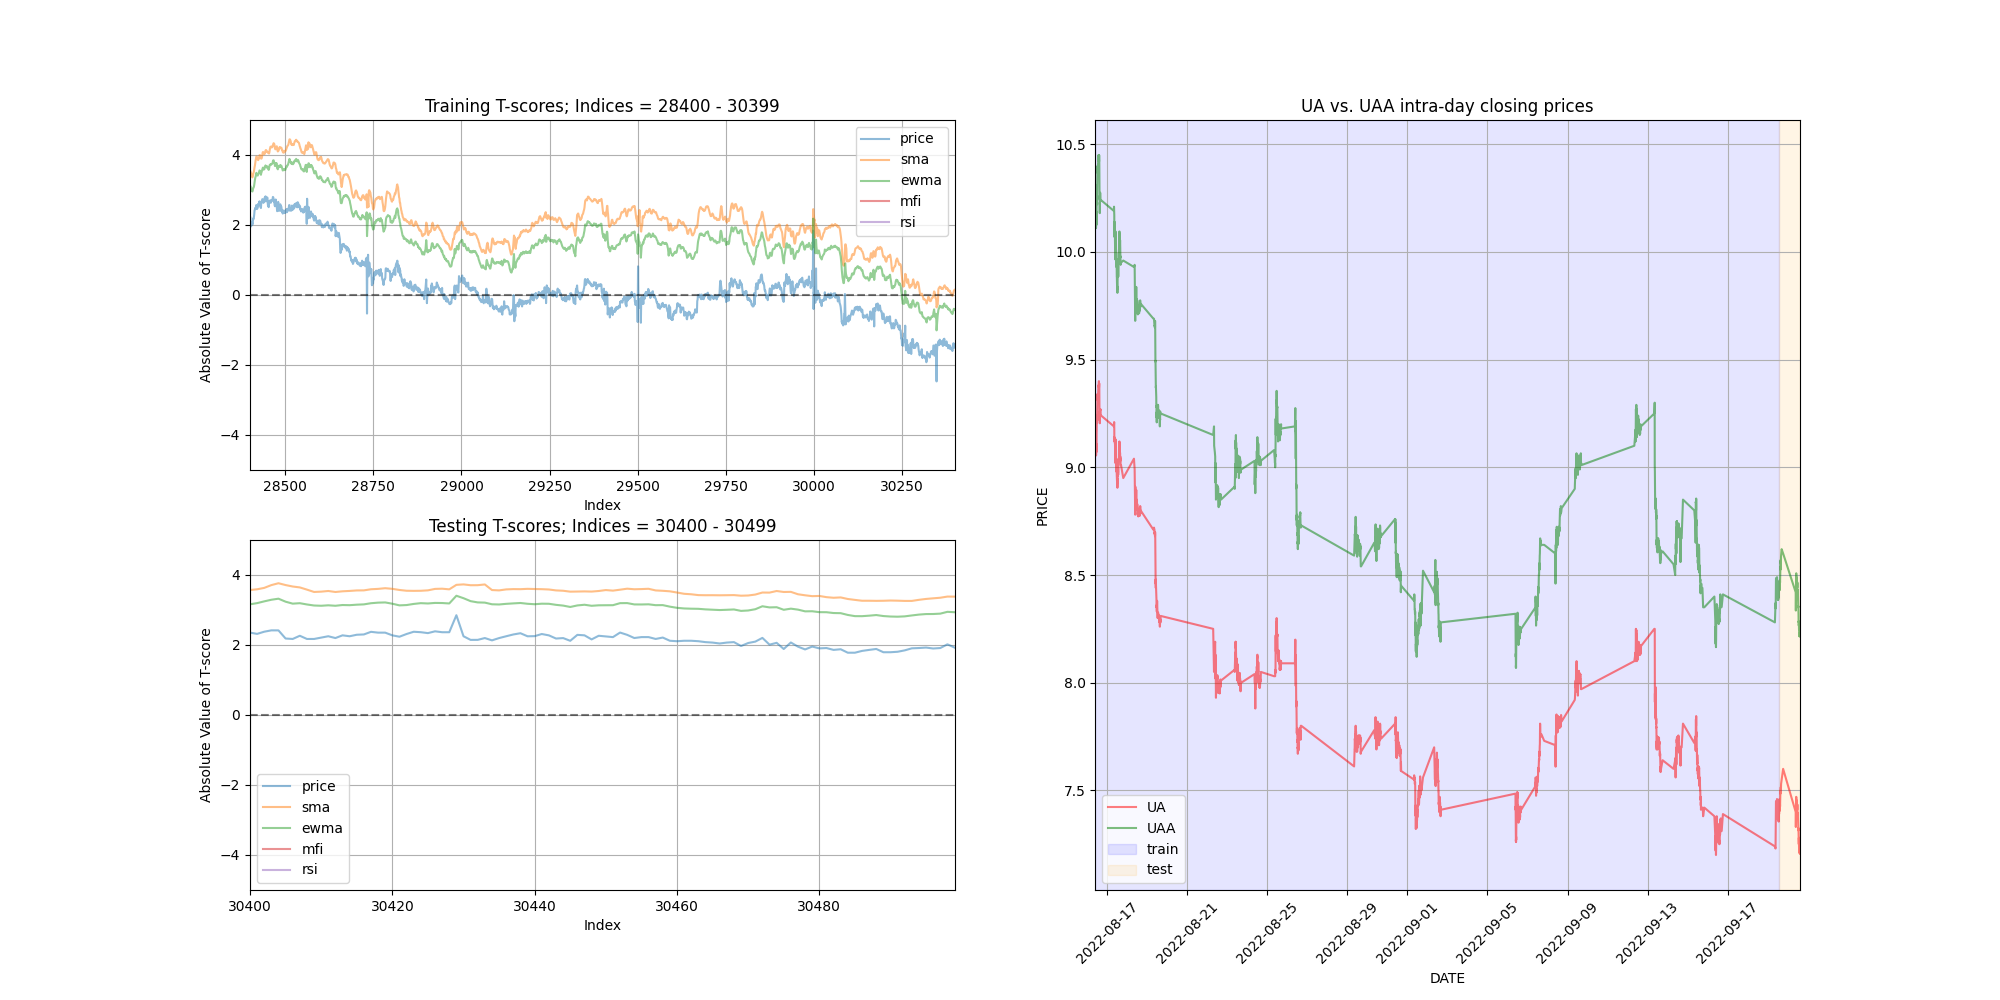 Training T-scores; Indices = 28400 - 30399
Absolute Value of T-score
4
2
0
−2
−4
price
sma
ewma
mfi
rsi
28500
28750
29000
29250
29500
29750
30000
30250
Index
Testing T-scores; Indices = 30400 - 30499
Absolute Value of T-score
4
2
0
−2
−4
price
sma
ewma
mfi
rsi
30400
30420
30440
30460
30480
Index
UA vs. UAA intra-day closing prices
PRICE
10.5
10.0
9.5
9.0
8.5
8.0
7.5
UA
UAA
train
test
2022-08-17
2022-08-21
2022-08-25
2022-08-29
2022-09-01
2022-09-05
2022-09-09
2022-09-13
2022-09-17
DATE